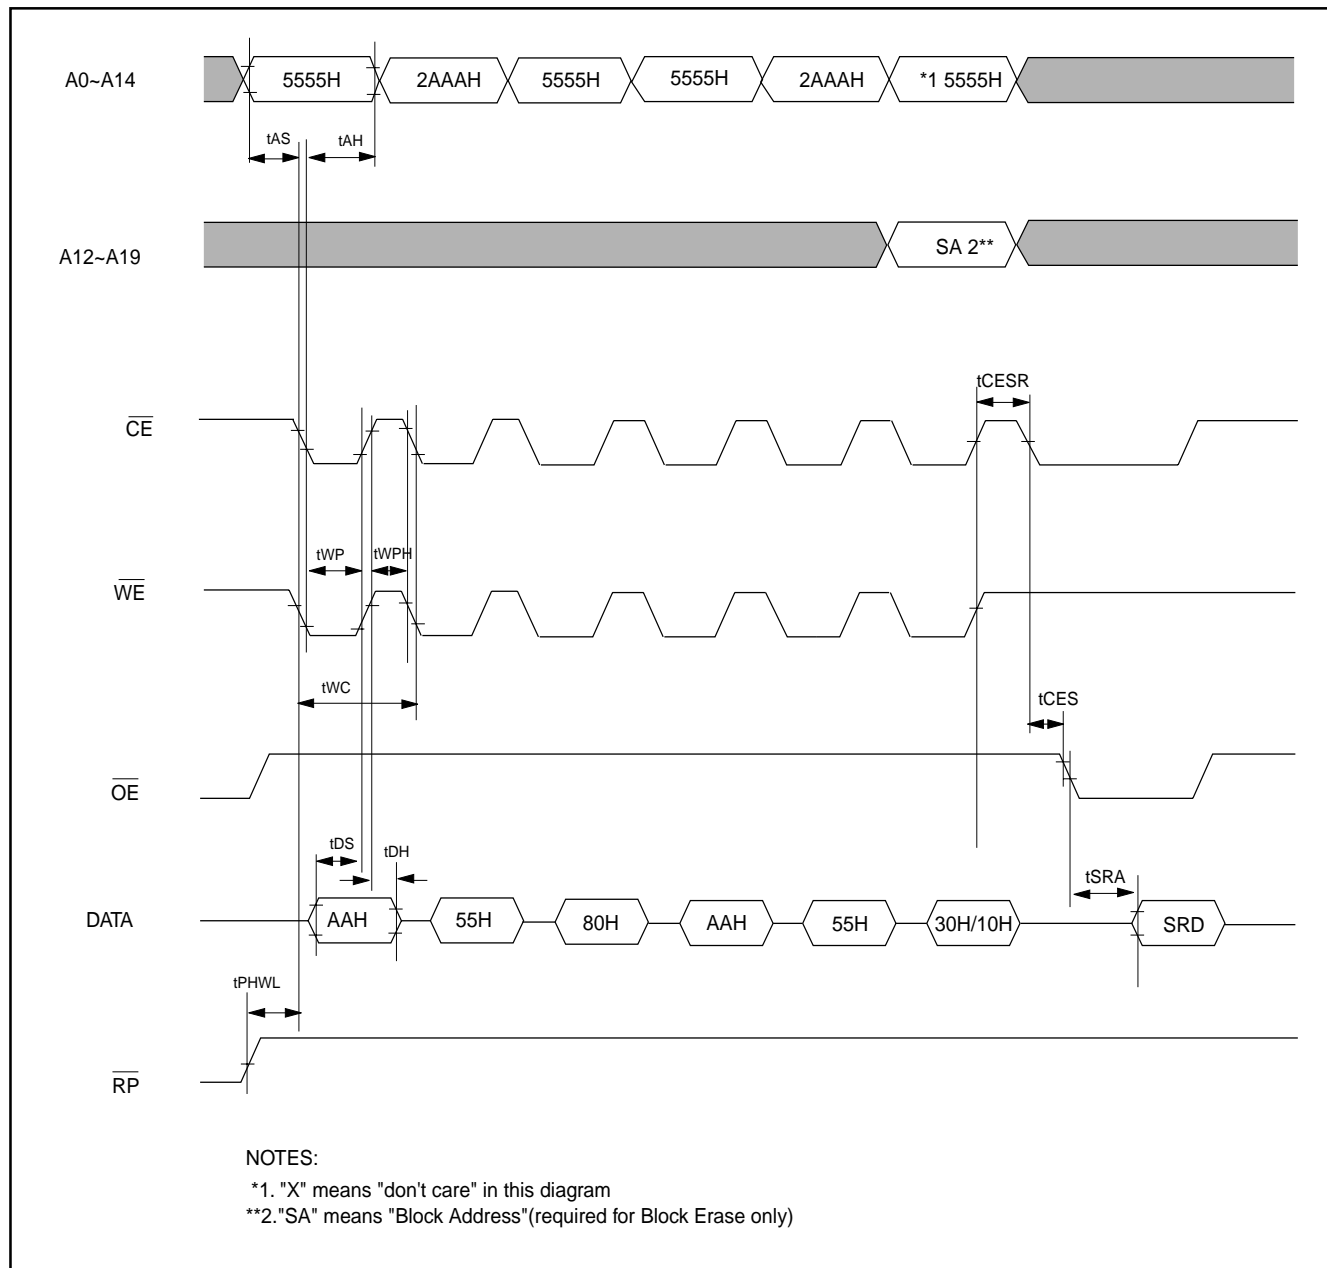 A0~A14 5555H 2AAAH 5555H 5555H 2AAAH *1 5555H
tAS tAH
A12~A19 SA 2**
tCESR
CE
tWP tWPH
WE
tWC
tCES
OE
tDS tDH
tSRA
DATA AAH 55H 80H AAH 55H 30H/10H SRD
tPHWL
RP
NOTES:
*1. "X" means "don't care" in this diagram
**2."SA" means "Block Address"(required for Block Erase only)